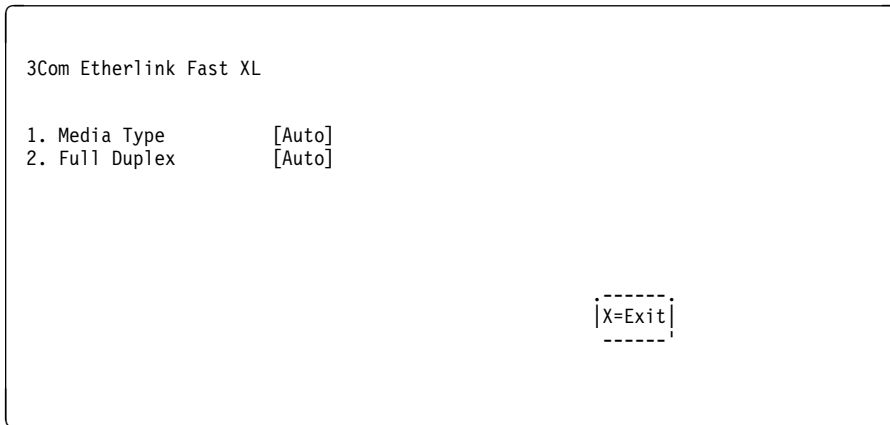 3Com Etherlink Fast XL
1. Media Type [Auto]
2. Full Duplex [Auto]
X=Exit